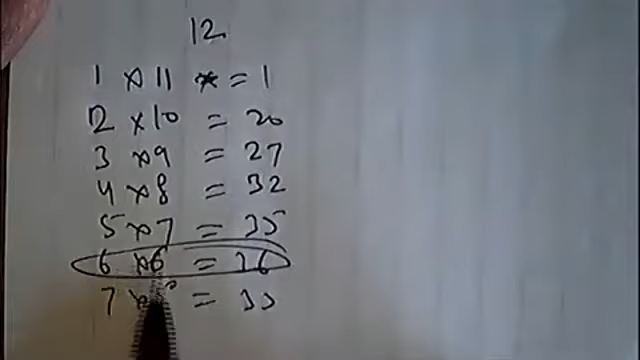 12
1 × 11 * = 1
2 × 10 = 20
3 × 9 = 27
4 × 8 = 32
5 × 7 = 35
6 × 6 = 36
7 × = 35